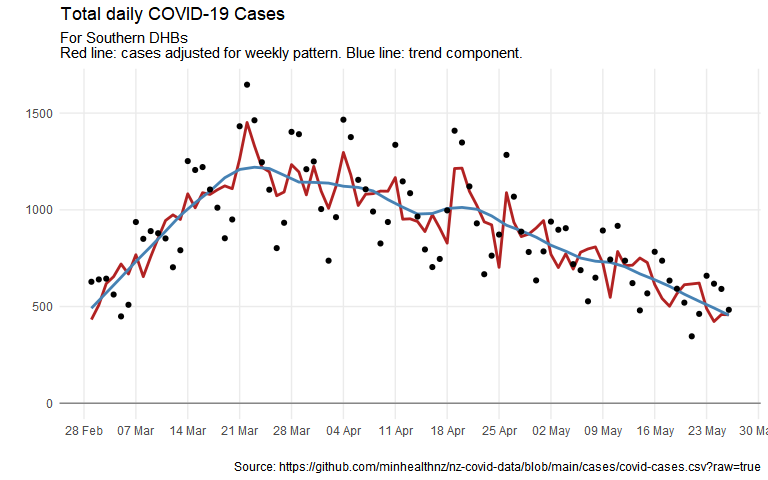 Total daily COVID-19 Cases
For Southern DHBs
Red line: cases adjusted for weekly pattern. Blue line: trend component.
1500
1000
500
0
28 Feb 07 Mar 14 Mar 21 Mar 28 Mar 04 Apr 11 Apr 18 Apr 25 Apr 02 May 09 May 16 May 23 May 30 Ma
Source: https://github.com/minhealthnz/nz-covid-data/blob/main/cases/covid-cases.csv?raw=true